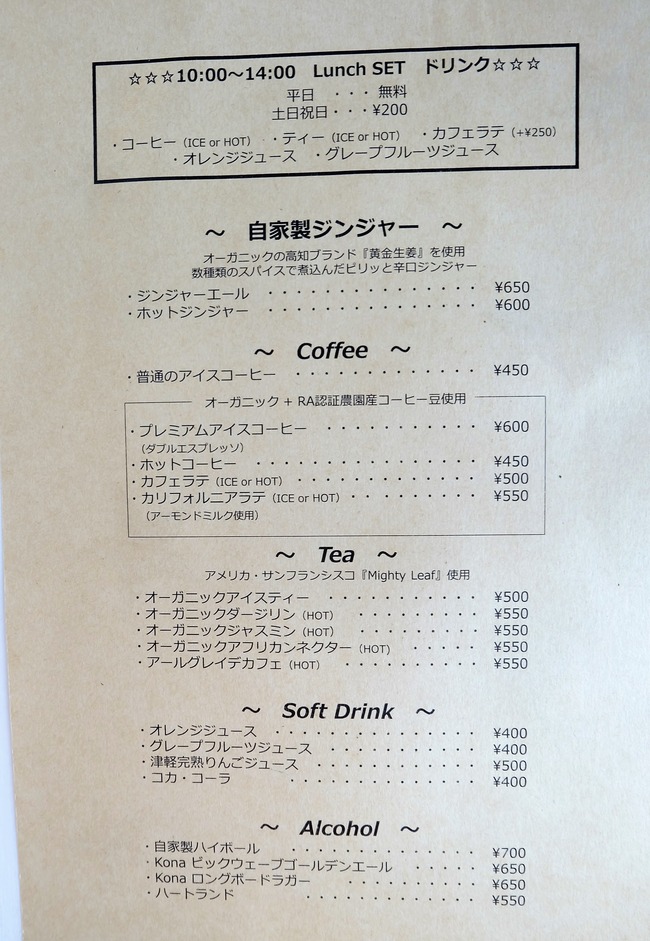 ☆☆☆10:00～14:00 Lunch SET ドリンク☆☆☆
平日 ・・・ 無料
土日祝日・・・¥200
・コーヒー（ICE or HOT） ・ティー（ICE or HOT） ・カフェラテ（+¥250）
・オレンジジュース ・グレープフルーツジュース
～ 自家製ジンジャー ～
オーガニックの高知ブランド『黄金生姜』を使用
数種類のスパイスで煮込んだピリッと辛口ジンジャー
・ジンジャーエール ・・・・・・・・・・・・・・・ ¥650
・ホットジンジャー ・・・・・・・・・・・・・・・ ¥600
～ Coffee ～
・普通のアイスコーヒー ・・・・・・・・・・・・・ ¥450
オーガニック + RA認証農園産コーヒー豆使用
・プレミアムアイスコーヒー ・・・・・・・・・・・ ¥600
（ダブルエスプレッソ）
・ホットコーヒー ・・・・・・・・・・・・・・・・ ¥450
・カフェラテ（ICE or HOT）・・・・・・・・・・・・・ ¥500
・カリフォルニアラテ（ICE or HOT）・・ ・・・・・・・ ¥550
（アーモンドミルク使用）
～ Tea ～
アメリカ・サンフランシスコ『Mighty Leaf』使用
・オーガニックアイスティー ・・・・・・・・・・・ ¥500
・オーガニックダージリン（HOT） ・・・・・・・・・ ¥550
・オーガニックジャスミン（HOT） ・・・・・・・・・ ¥550
・オーガニックアフリカンネクター（HOT） ・・・・・ ¥550
・アールグレイデカフェ（HOT） ・・・・・・・・・・ ¥550
～ Soft Drink ～
・オレンジジュース ・・・・・・・・・・・・・・・ ¥400
・グレープフルーツジュース ・・・・・・・・・・・ ¥400
・津軽完熟りんごジュース ・・・・・・・・・・・・ ¥500
・コカ・コーラ ・・・・・・・・・・・・・・ ¥400
～ Alcohol ～
・自家製ハイボール ・・・・・・・・・・・・・・ ¥700
・Kona ビックウェーブゴールデンエール ・・・・・ ¥650
・Kona ロングボードラガー ・・・・・・・・・・ ¥650
・ハートランド ・・・・・・・・・・・・・ ¥550